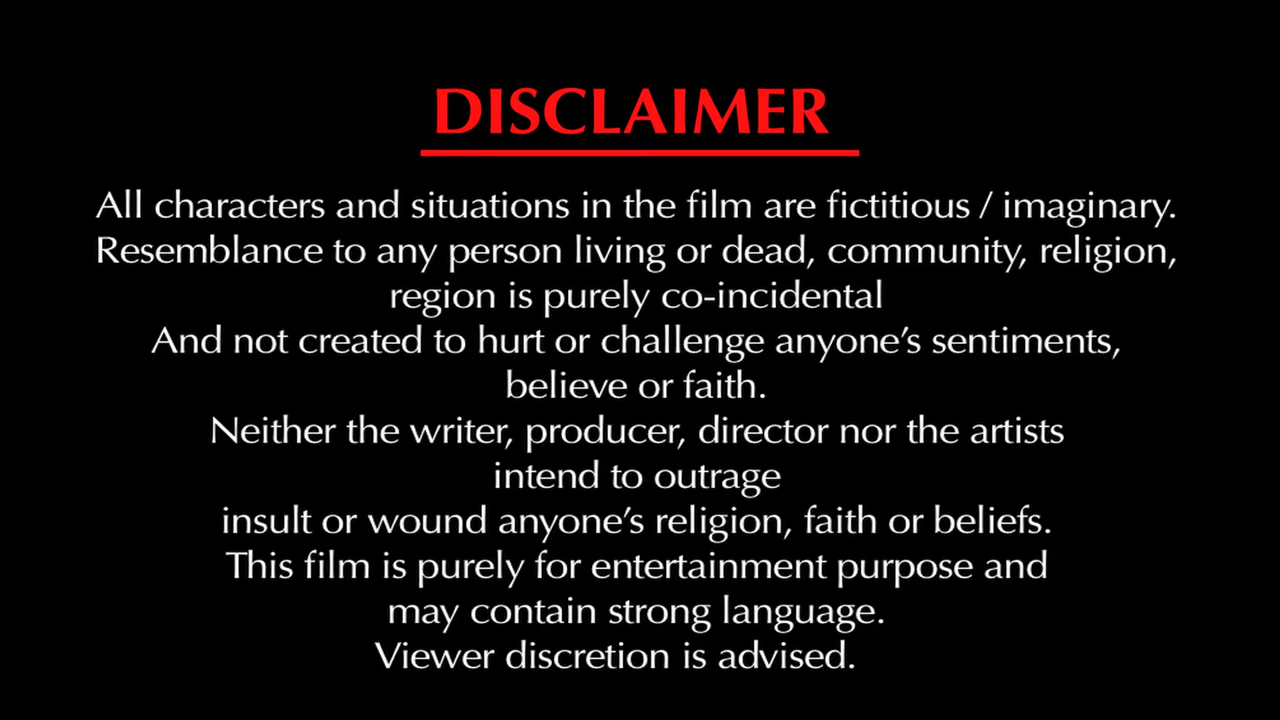 DISCLAIMER
All characters and situations in the film are fictitious / imaginary.
Resemblance to any person living or dead, community, religion,
region is purely co-incidental
And not created to hurt or challenge anyone’s sentiments,
believe or faith.
Neither the writer, producer, director nor the artists
intend to outrage
insult or wound anyone’s religion, faith or beliefs.
This film is purely for entertainment purpose and
may contain strong language.
Viewer discretion is advised.